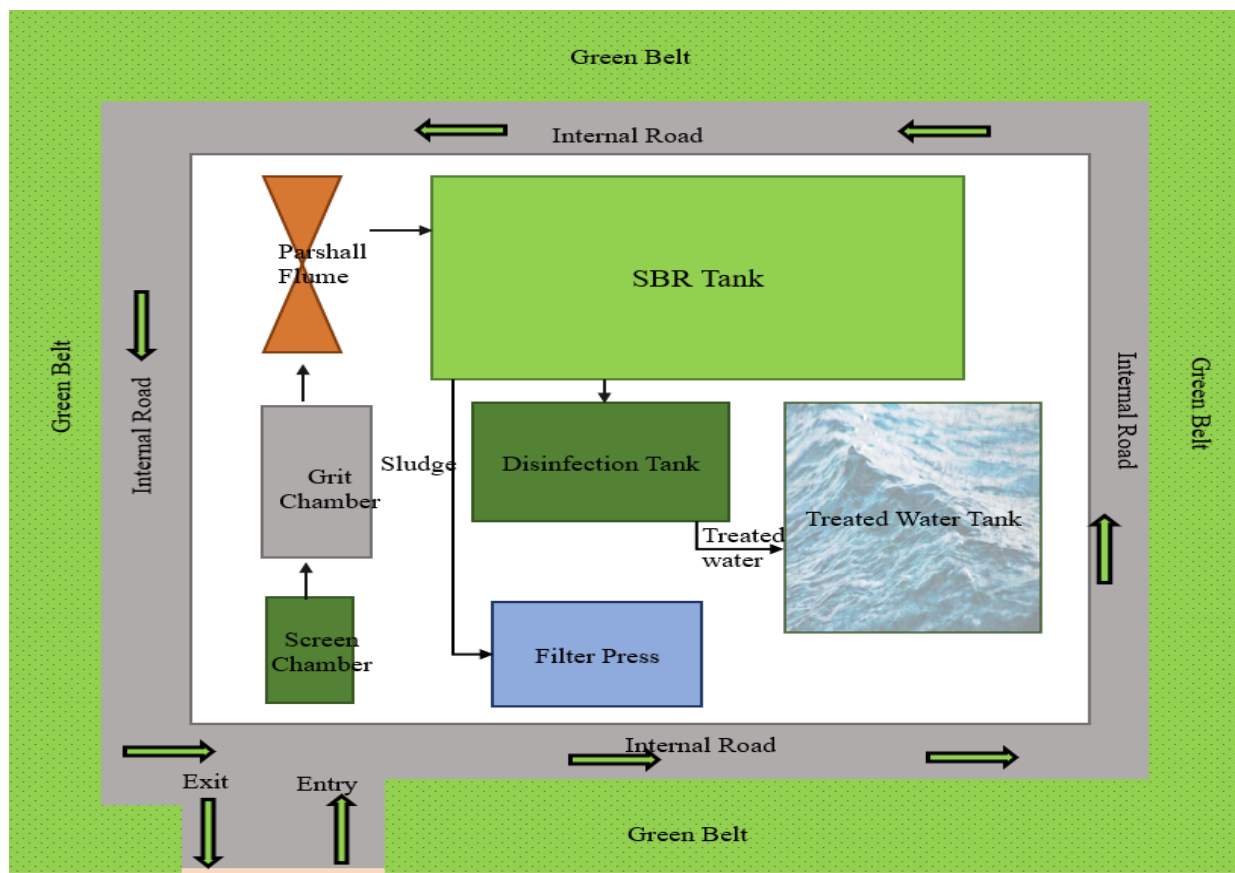 Green Belt
Internal Road
Parshall
Flume
SBR Tank
Green Belt
Internal Road
Internal Road
Green Belt
Grit
Chamber
Sludge
Disinfection Tank
Treated Water Tank
Treated
water
Screen
Chamber
Filter Press
Internal Road
Exit
Entry
Green Belt